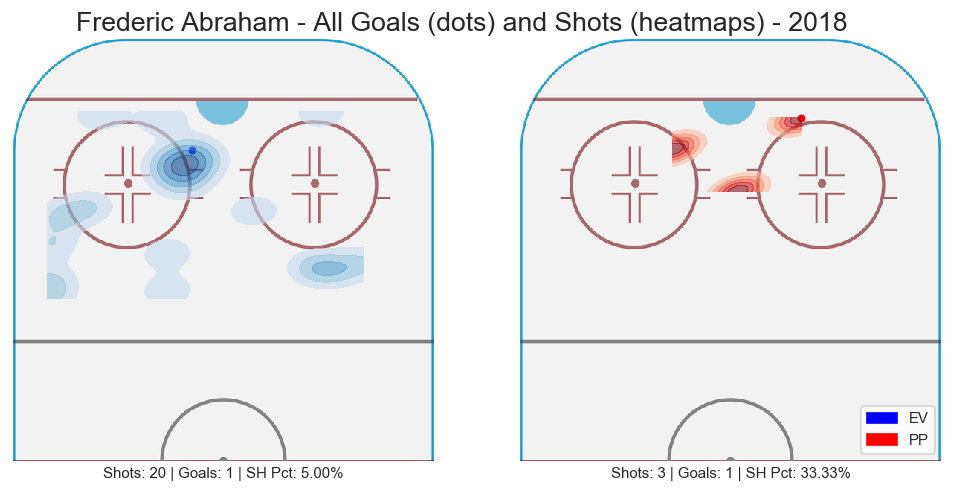 Frederic Abraham - All Goals (dots) and Shots (heatmaps) - 2018
EV
PP
Shots: 20 | Goals: 1 | SH Pct: 5.00%
Shots: 3 | Goals: 1 | SH Pct: 33.33%